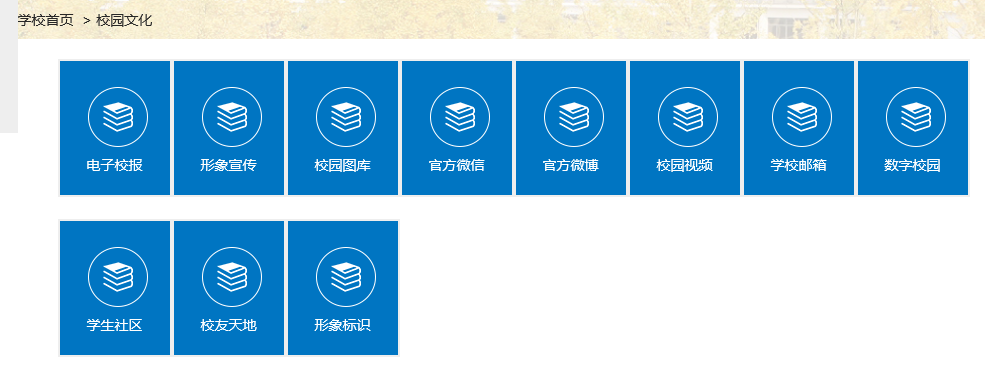 学校首页 > 校园文化
电子校报
形象宣传
校园图库
官方微信
官方微博
校园视频
学校邮箱
数字校园
学生社区
校友天地
形象标识